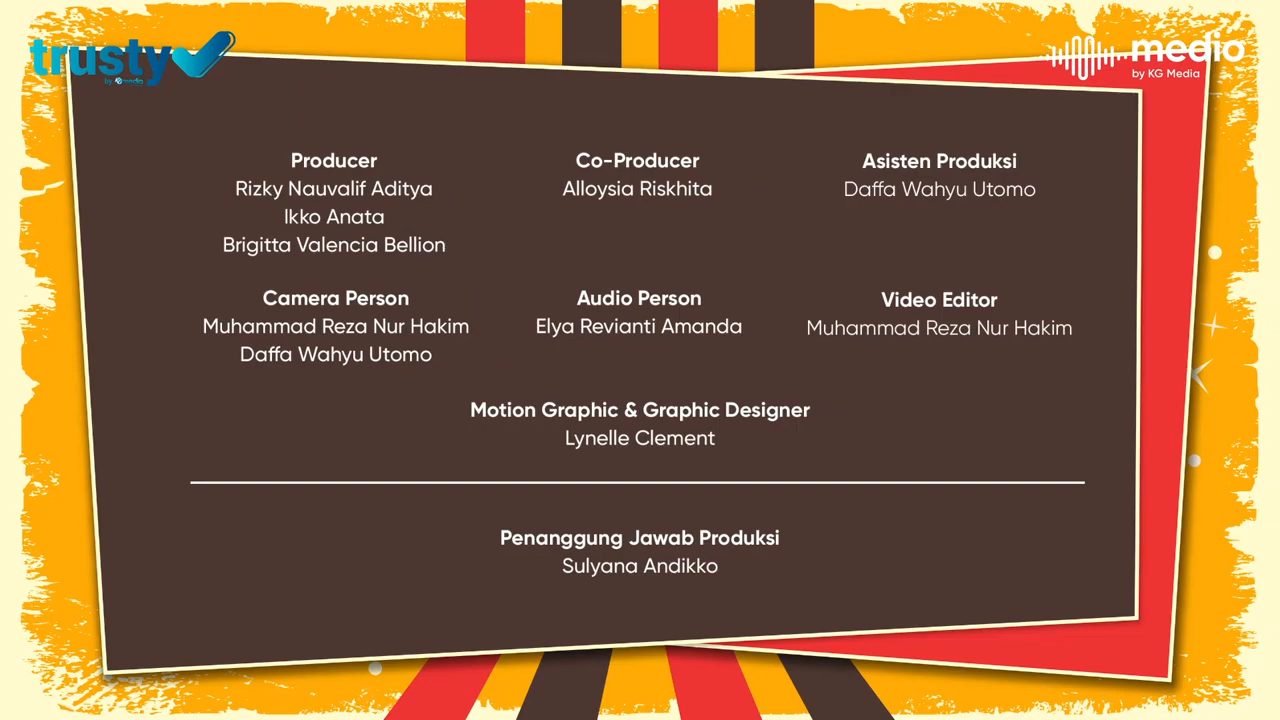 trusty
by medio
medio
by KG Media
Producer
Rizky Nauvalif Aditya
Ikko Anata
Brigitta Valencia Bellion
Co-Producer
Alloysia Riskhita
Asisten Produksi
Daffa Wahyu Utomo
Camera Person
Muhammad Reza Nur Hakim
Daffa Wahyu Utomo
Audio Person
Elya Revianti Amanda
Video Editor
Muhammad Reza Nur Hakim
Motion Graphic & Graphic Designer
Lynelle Clement
Penanggung Jawab Produksi
Sulyana Andikko